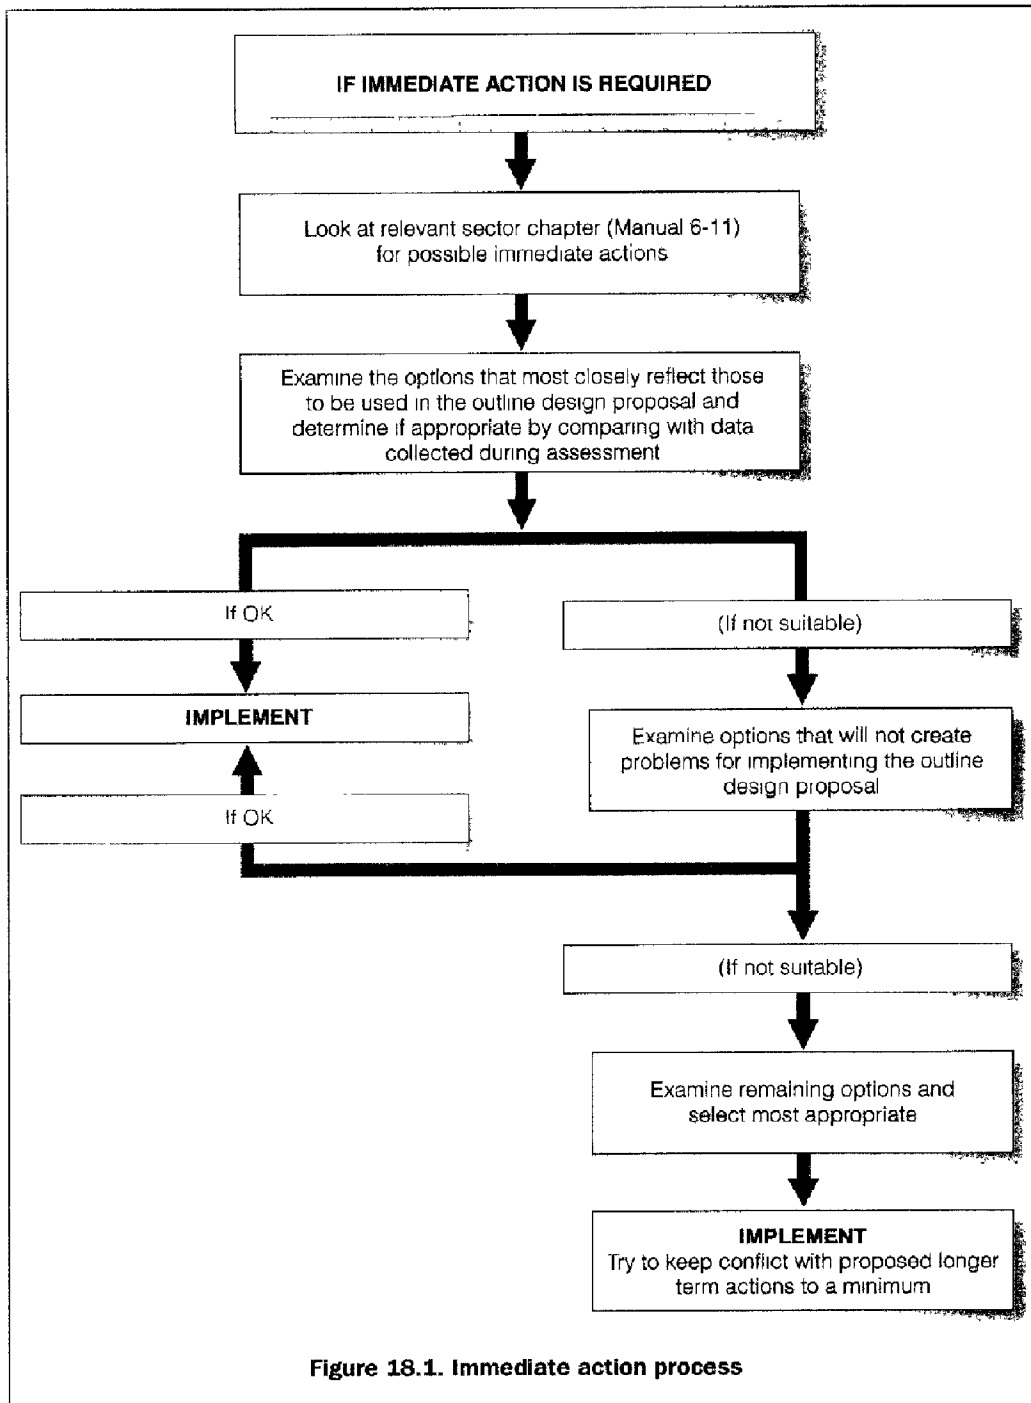 IF IMMEDIATE ACTION IS REQUIRED
Look at relevant sector chapter (Manual 6-11)
for possible immediate actions
Examine the options that most closely reflect those
to be used in the outline design proposal and
determine if appropriate by comparing with data
collected during assessment
If OK
(If not suitable)
IMPLEMENT
Examine options that will not create
problems for implementing the outline
design proposal
If OK
(If not suitable)
Examine remaining options and
select most appropriate
IMPLEMENT
Try to keep conflict with proposed longer
term actions to a minimum
Figure 18.1. Immediate action process